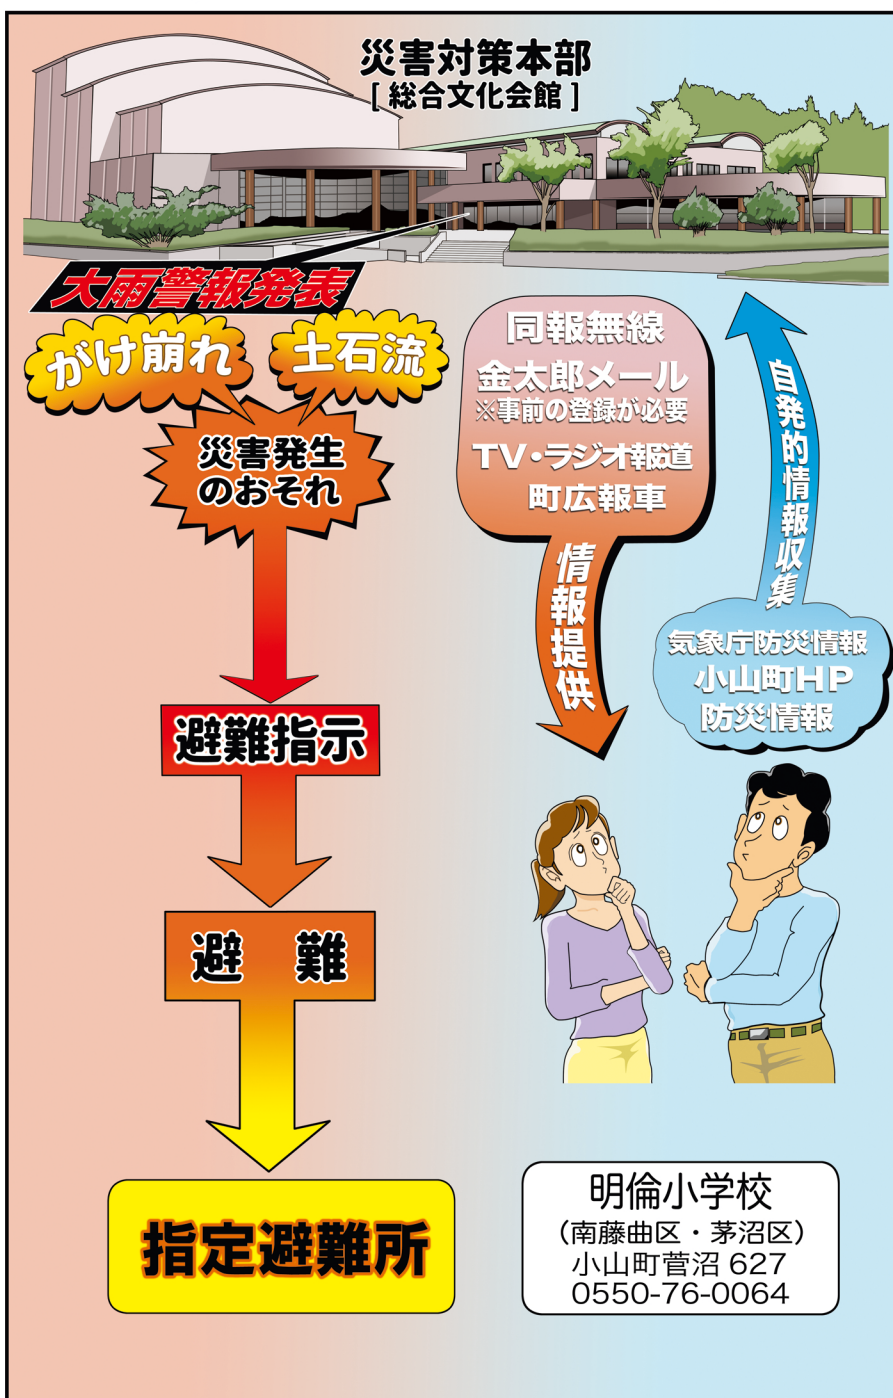 災害対策本部
[ 総合文化会館 ]
大雨警報発表
がけ崩れ
土石流
災害発生
のおそれ
避難指示
避 難
指定避難所
同報無線
金太郎メール
※事前の登録が必要
TV・ラジオ報道
町広報車
情報提供
自発的情報収集
気象庁防災情報
小山町HP
防災情報
明倫小学校
(南藤曲区・茅沼区)
小山町菅沼 627
0550-76-0064